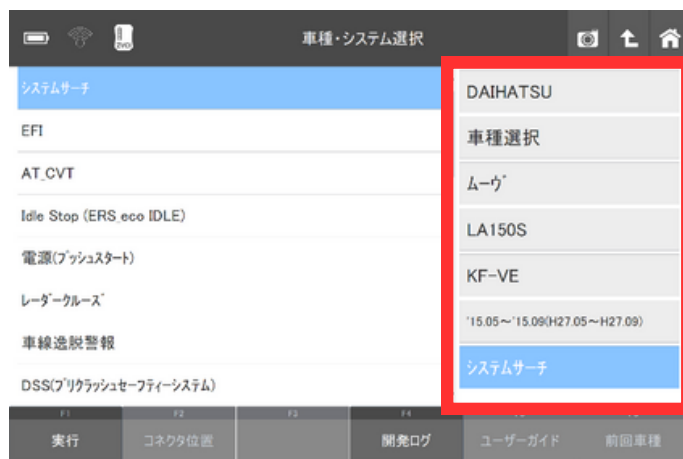 車種・システム選択
システムサーチ
EFI
AT_CVT
Idle Stop (ERS_eco IDLE)
電源(プッシュスタート)
レーダークルーズ
車線逸脱警報
DSS(プリクラッシュセーフティーシステム)
DAIHATSU
車種選択
ムーヴ
LA150S
KF-VE
'15.05～'15.09(H27.05～H27.09)
システムサーチ
F1 F2 F3 F4
実行 コネクタ位置 開発ログ ユーザーガイド 前回車種